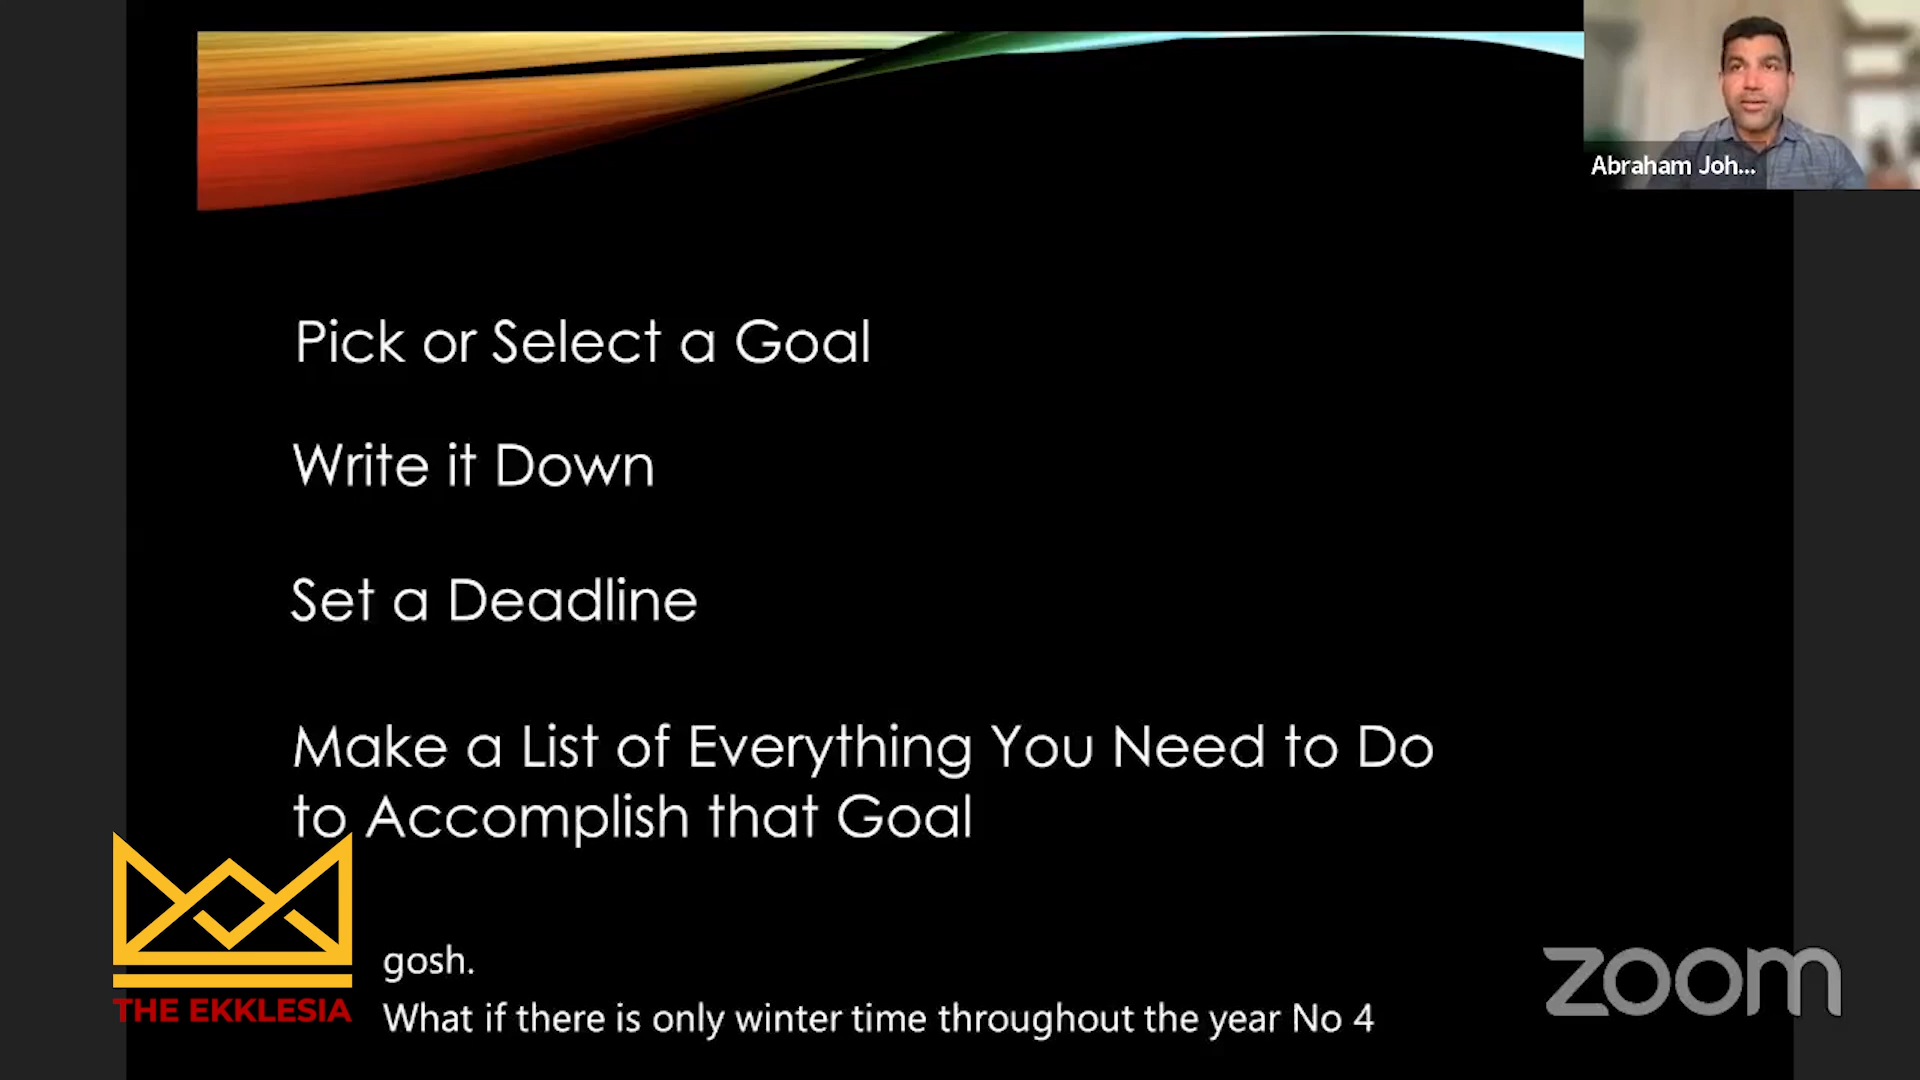 Abraham Joh...
Pick or Select a Goal
Write it Down
Set a Deadline
Make a List of Everything You Need to Do
to Accomplish that Goal
THE EKKLESIA
gosh.
What if there is only winter time throughout the year No 4
zoom